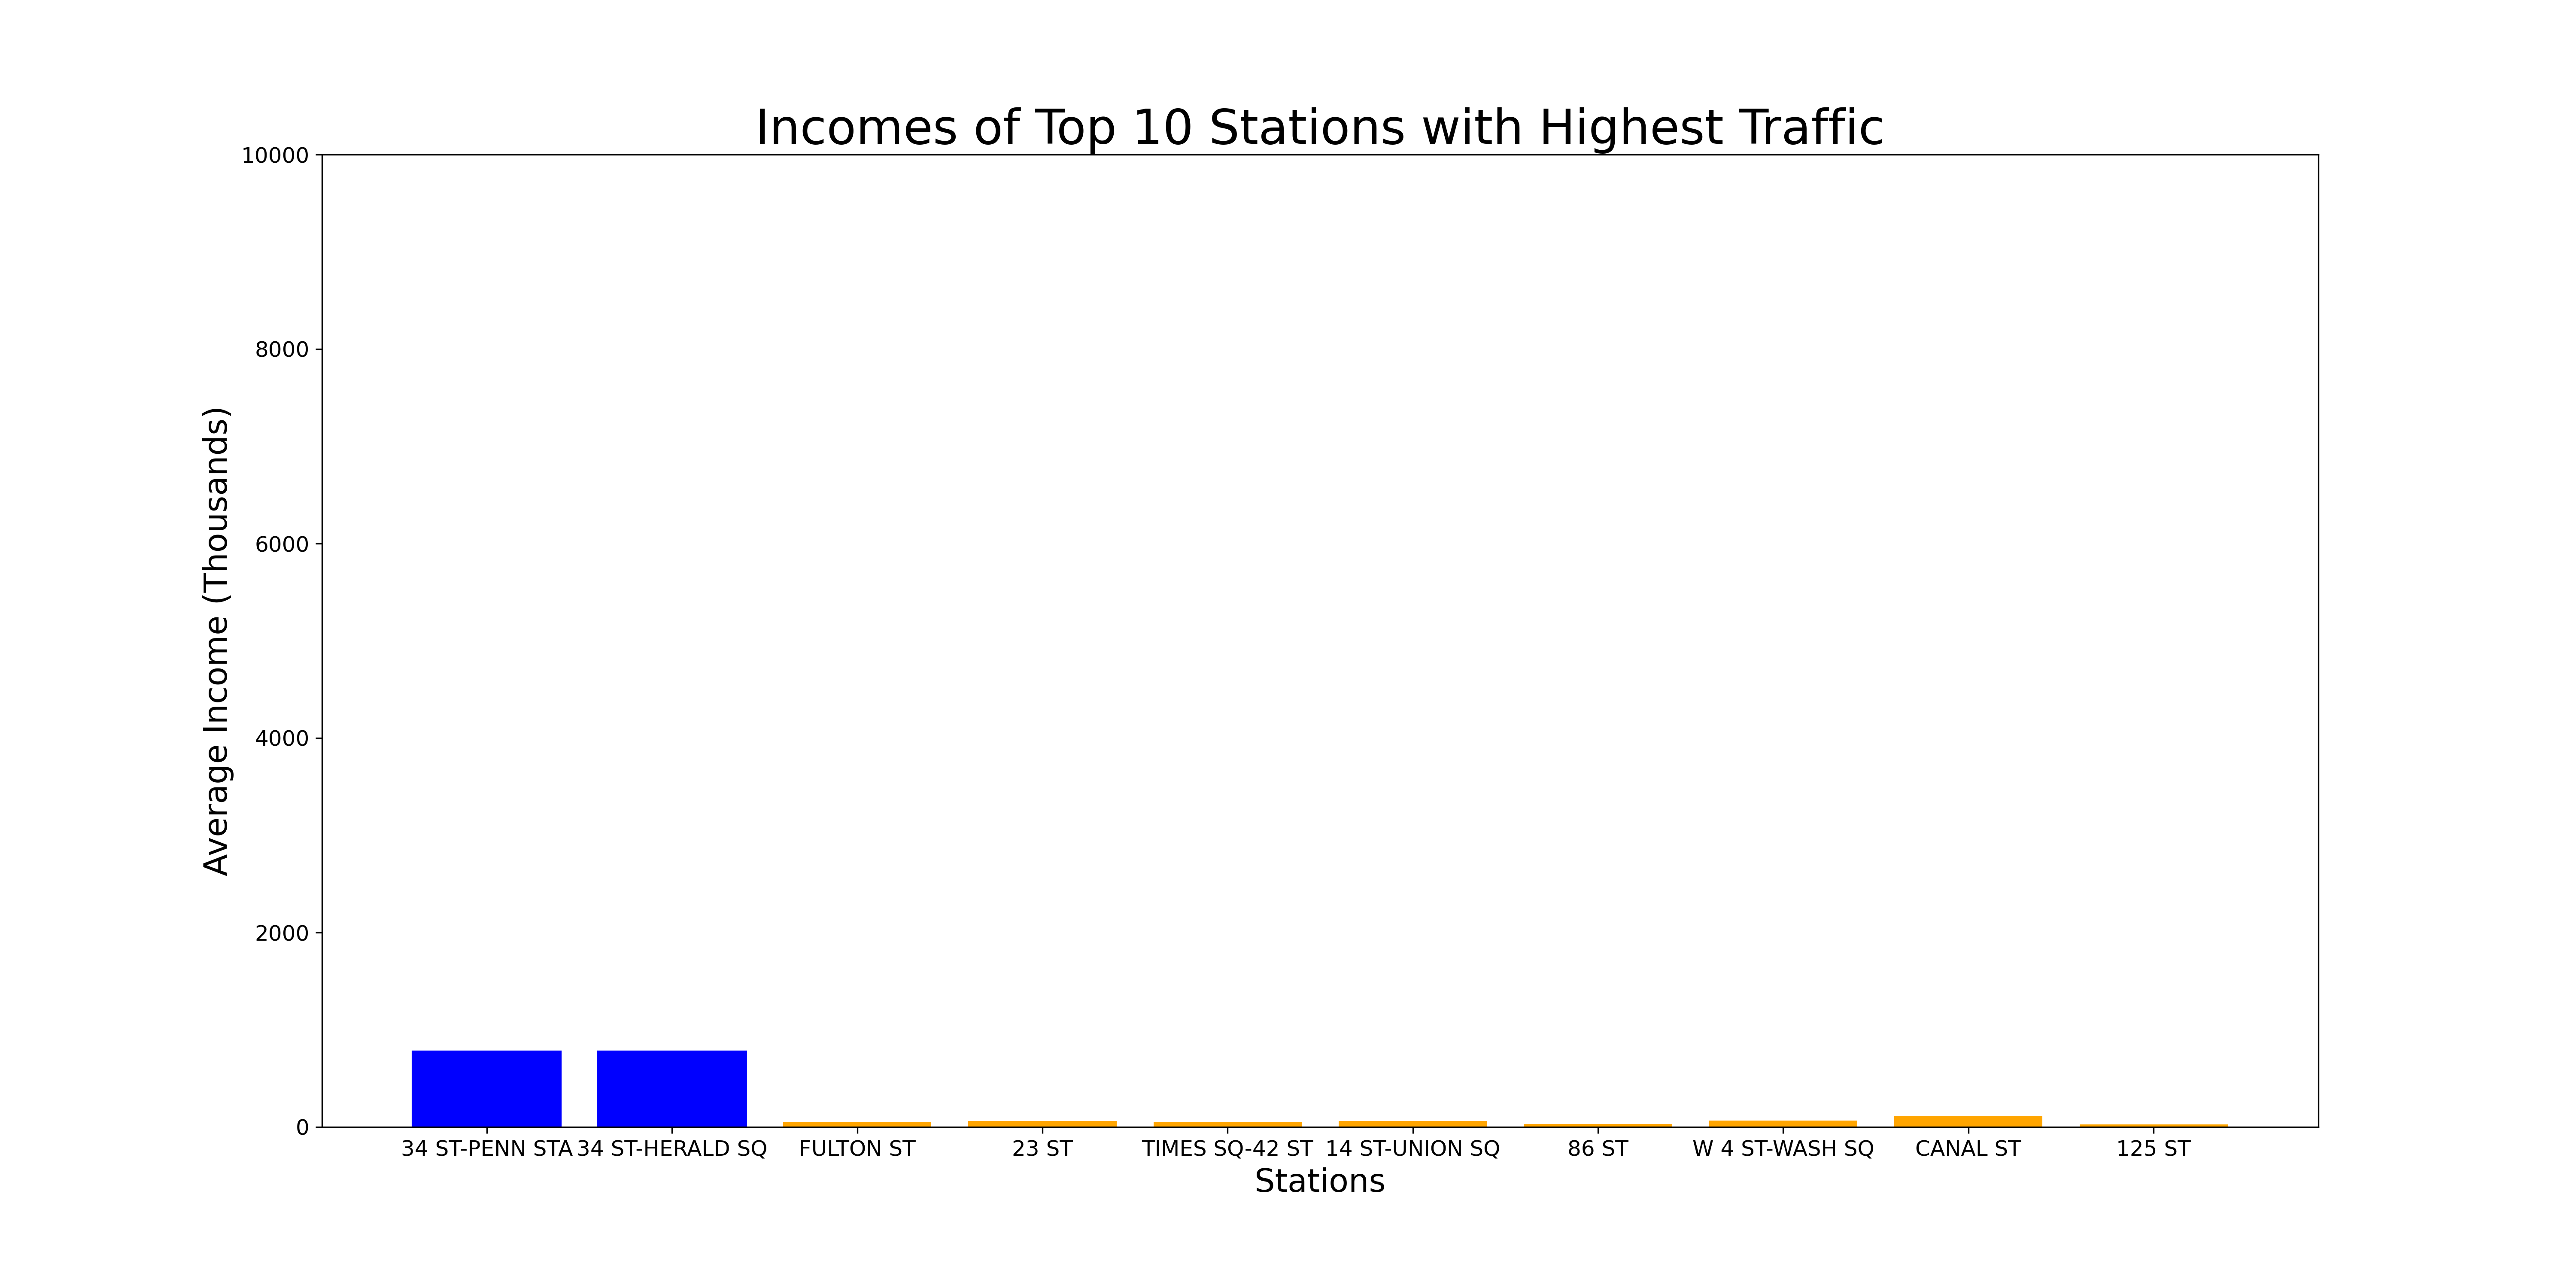 Incomes of Top 10 Stations with Highest Traffic
10000
8000
6000
4000
2000
0
Average Income (Thousands)
34 ST-PENN STA 34 ST-HERALD SQ FULTON ST 23 ST TIMES SQ-42 ST 14 ST-UNION SQ 86 ST W 4 ST-WASH SQ CANAL ST 125 ST
Stations